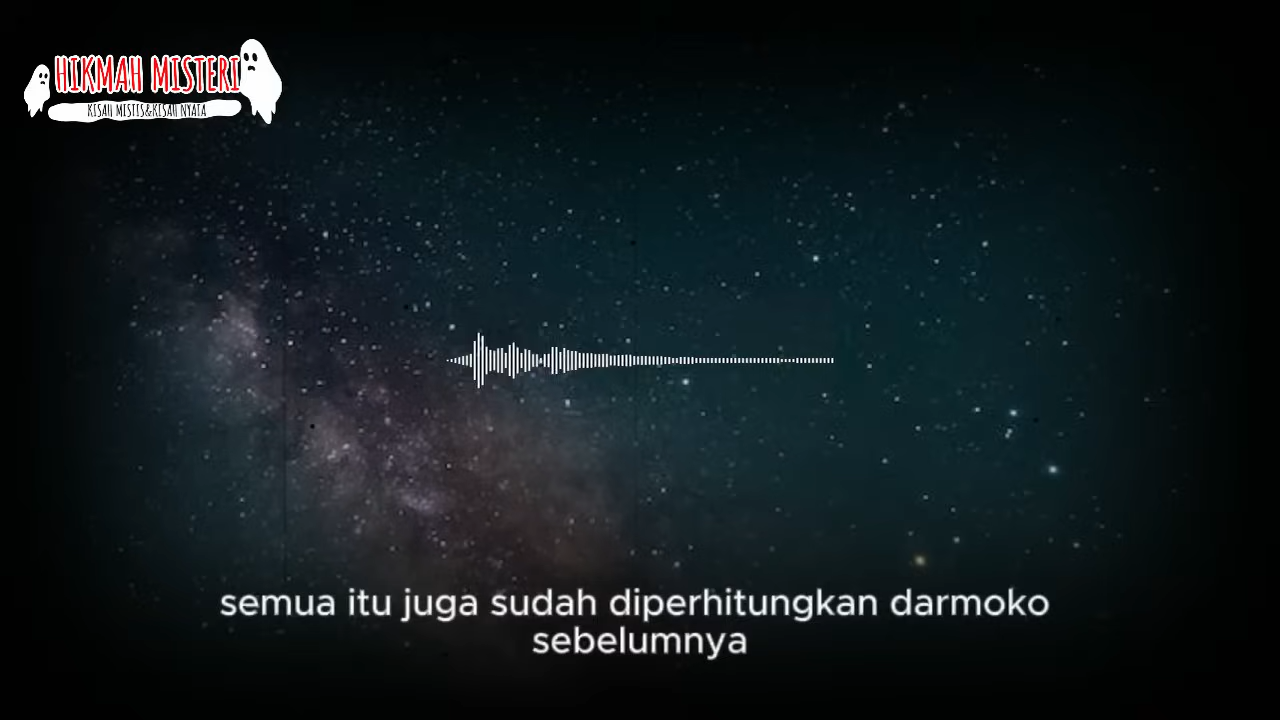 HIKMAH MISTERI
KISAH MISTIS&KISAH NYATA
semua itu juga sudah diperhitungkan darmoko
sebelumnya